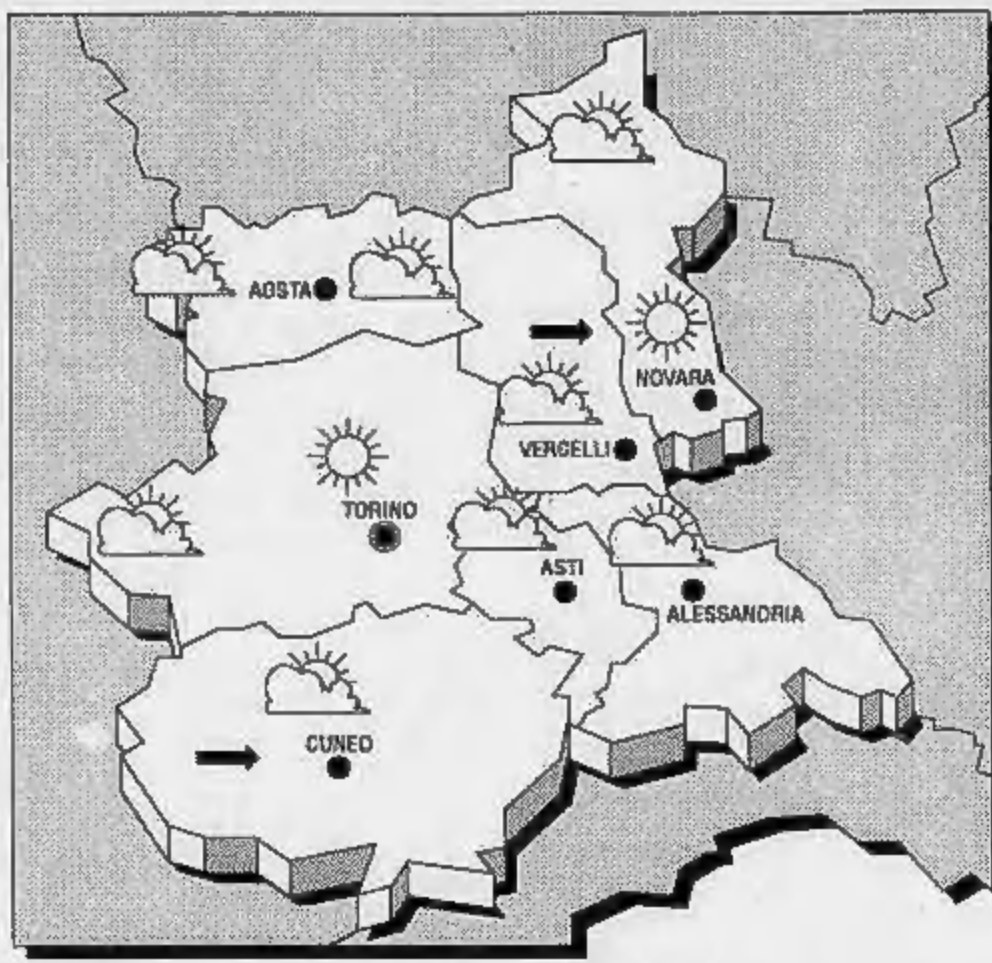 AOSTA
NOVARA
VERCELLI
TORINO
ASTI
ALESSANDRIA
CUNEO